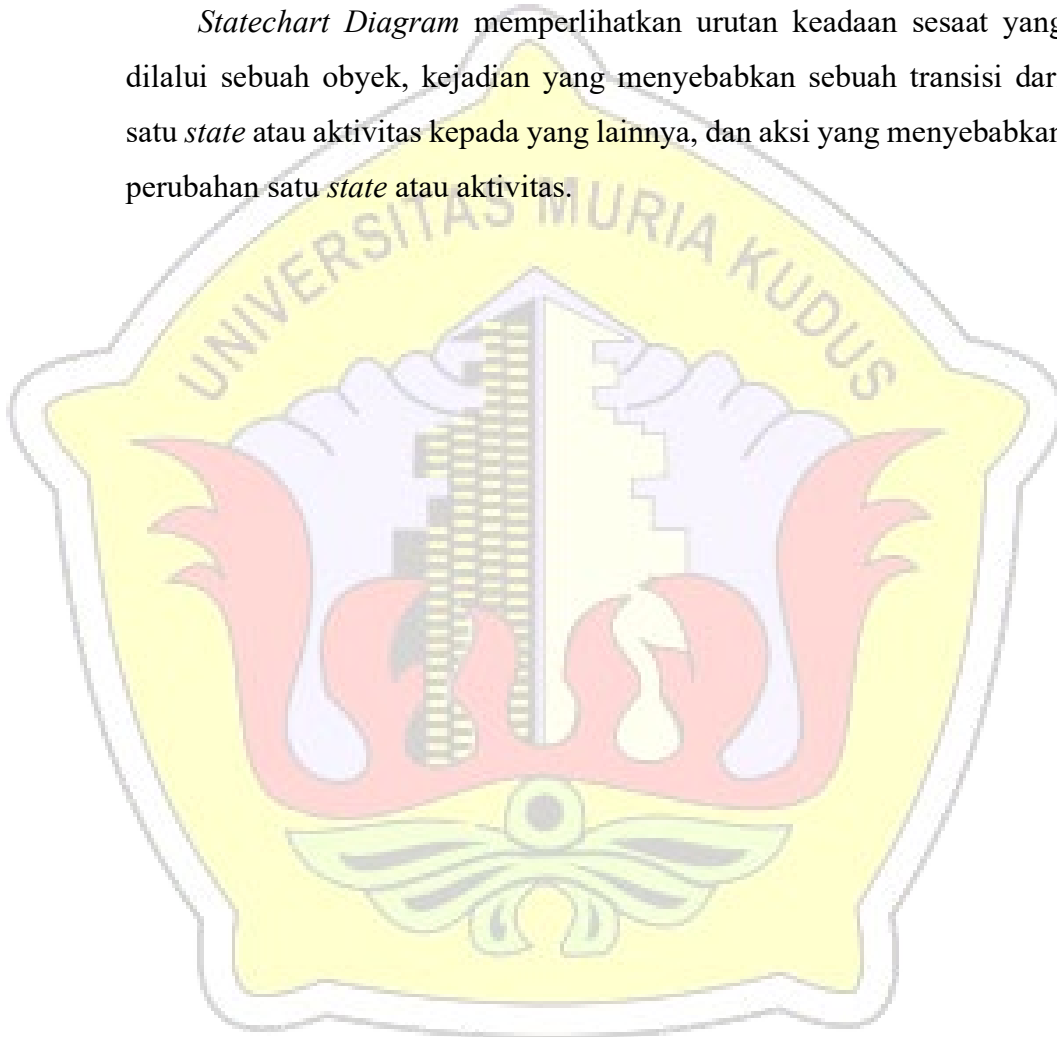 Statechart Diagram memperlihatkan urutan keadaan sesaat yang
dilalui sebuah obyek, kejadian yang menyebabkan sebuah transisi dar
satu state atau aktivitas kepada yang lainnya, dan aksi yang menyebabkan
perubahan satu state atau aktivitas.
UNIVERSITAS MURIA KUDUS